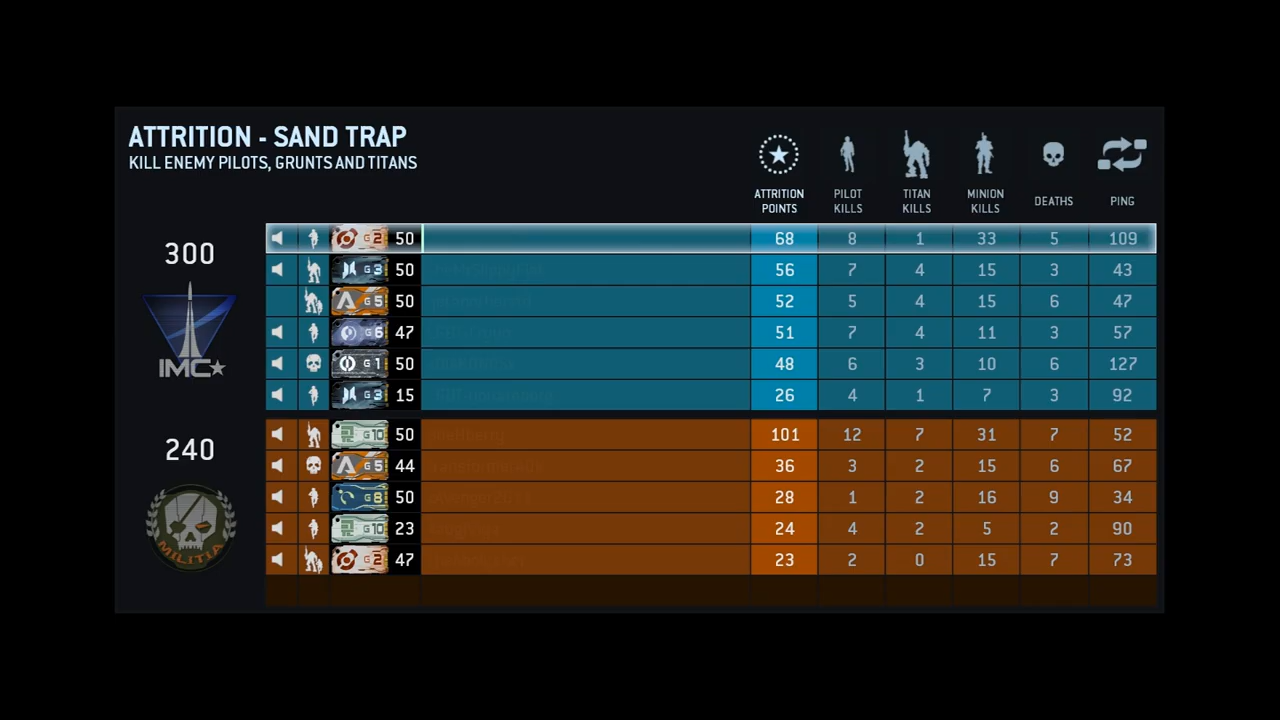 ATTRITION - SAND TRAP
KILL ENEMY PILOTS, GRUNTS AND TITANS
ATTRITION POINTS PILOT KILLS TITAN KILLS MINION KILLS DEATHS PING
300
IMC
G2 50 68 8 1 33 5 109
G3 50 56 7 4 15 3 43
G5 50 52 5 4 15 6 47
G6 47 51 7 4 11 3 57
G1 50 48 6 3 10 6 127
G3 15 26 4 1 7 3 92
240
MILITIA
G10 50 101 12 7 31 7 52
G5 44 36 3 2 15 6 67
G8 50 28 1 2 16 9 34
G10 23 24 4 2 5 2 90
G2 47 23 2 0 15 7 73